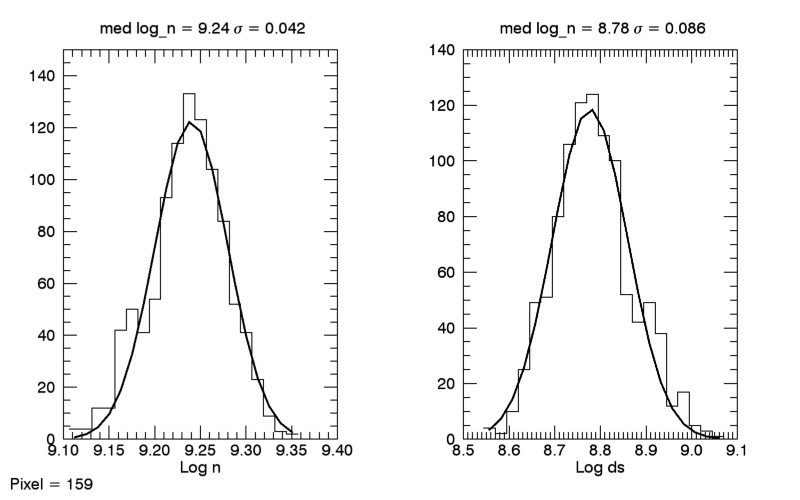 med log_n = 9.24 σ = 0.042
med log_n = 8.78 σ = 0.086
140
120
100
80
60
40
20
0
9.10 9.15 9.20 9.25 9.30 9.35 9.40
Log n
140
120
100
80
60
40
20
0
8.5 8.6 8.7 8.8 8.9 9.0 9.1
Log ds
Pixel = 159